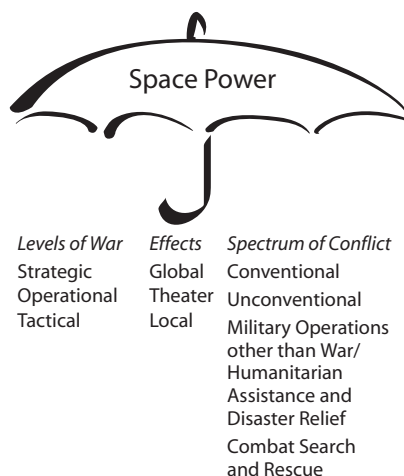 Space Power
Levels of War
Strategic
Operational
Tactical
Effects
Global
Theater
Local
Spectrum of Conflict
Conventional
Unconventional
Military Operations
other than War/
Humanitarian
Assistance and
Disaster Relief
Combat Search
and Rescue